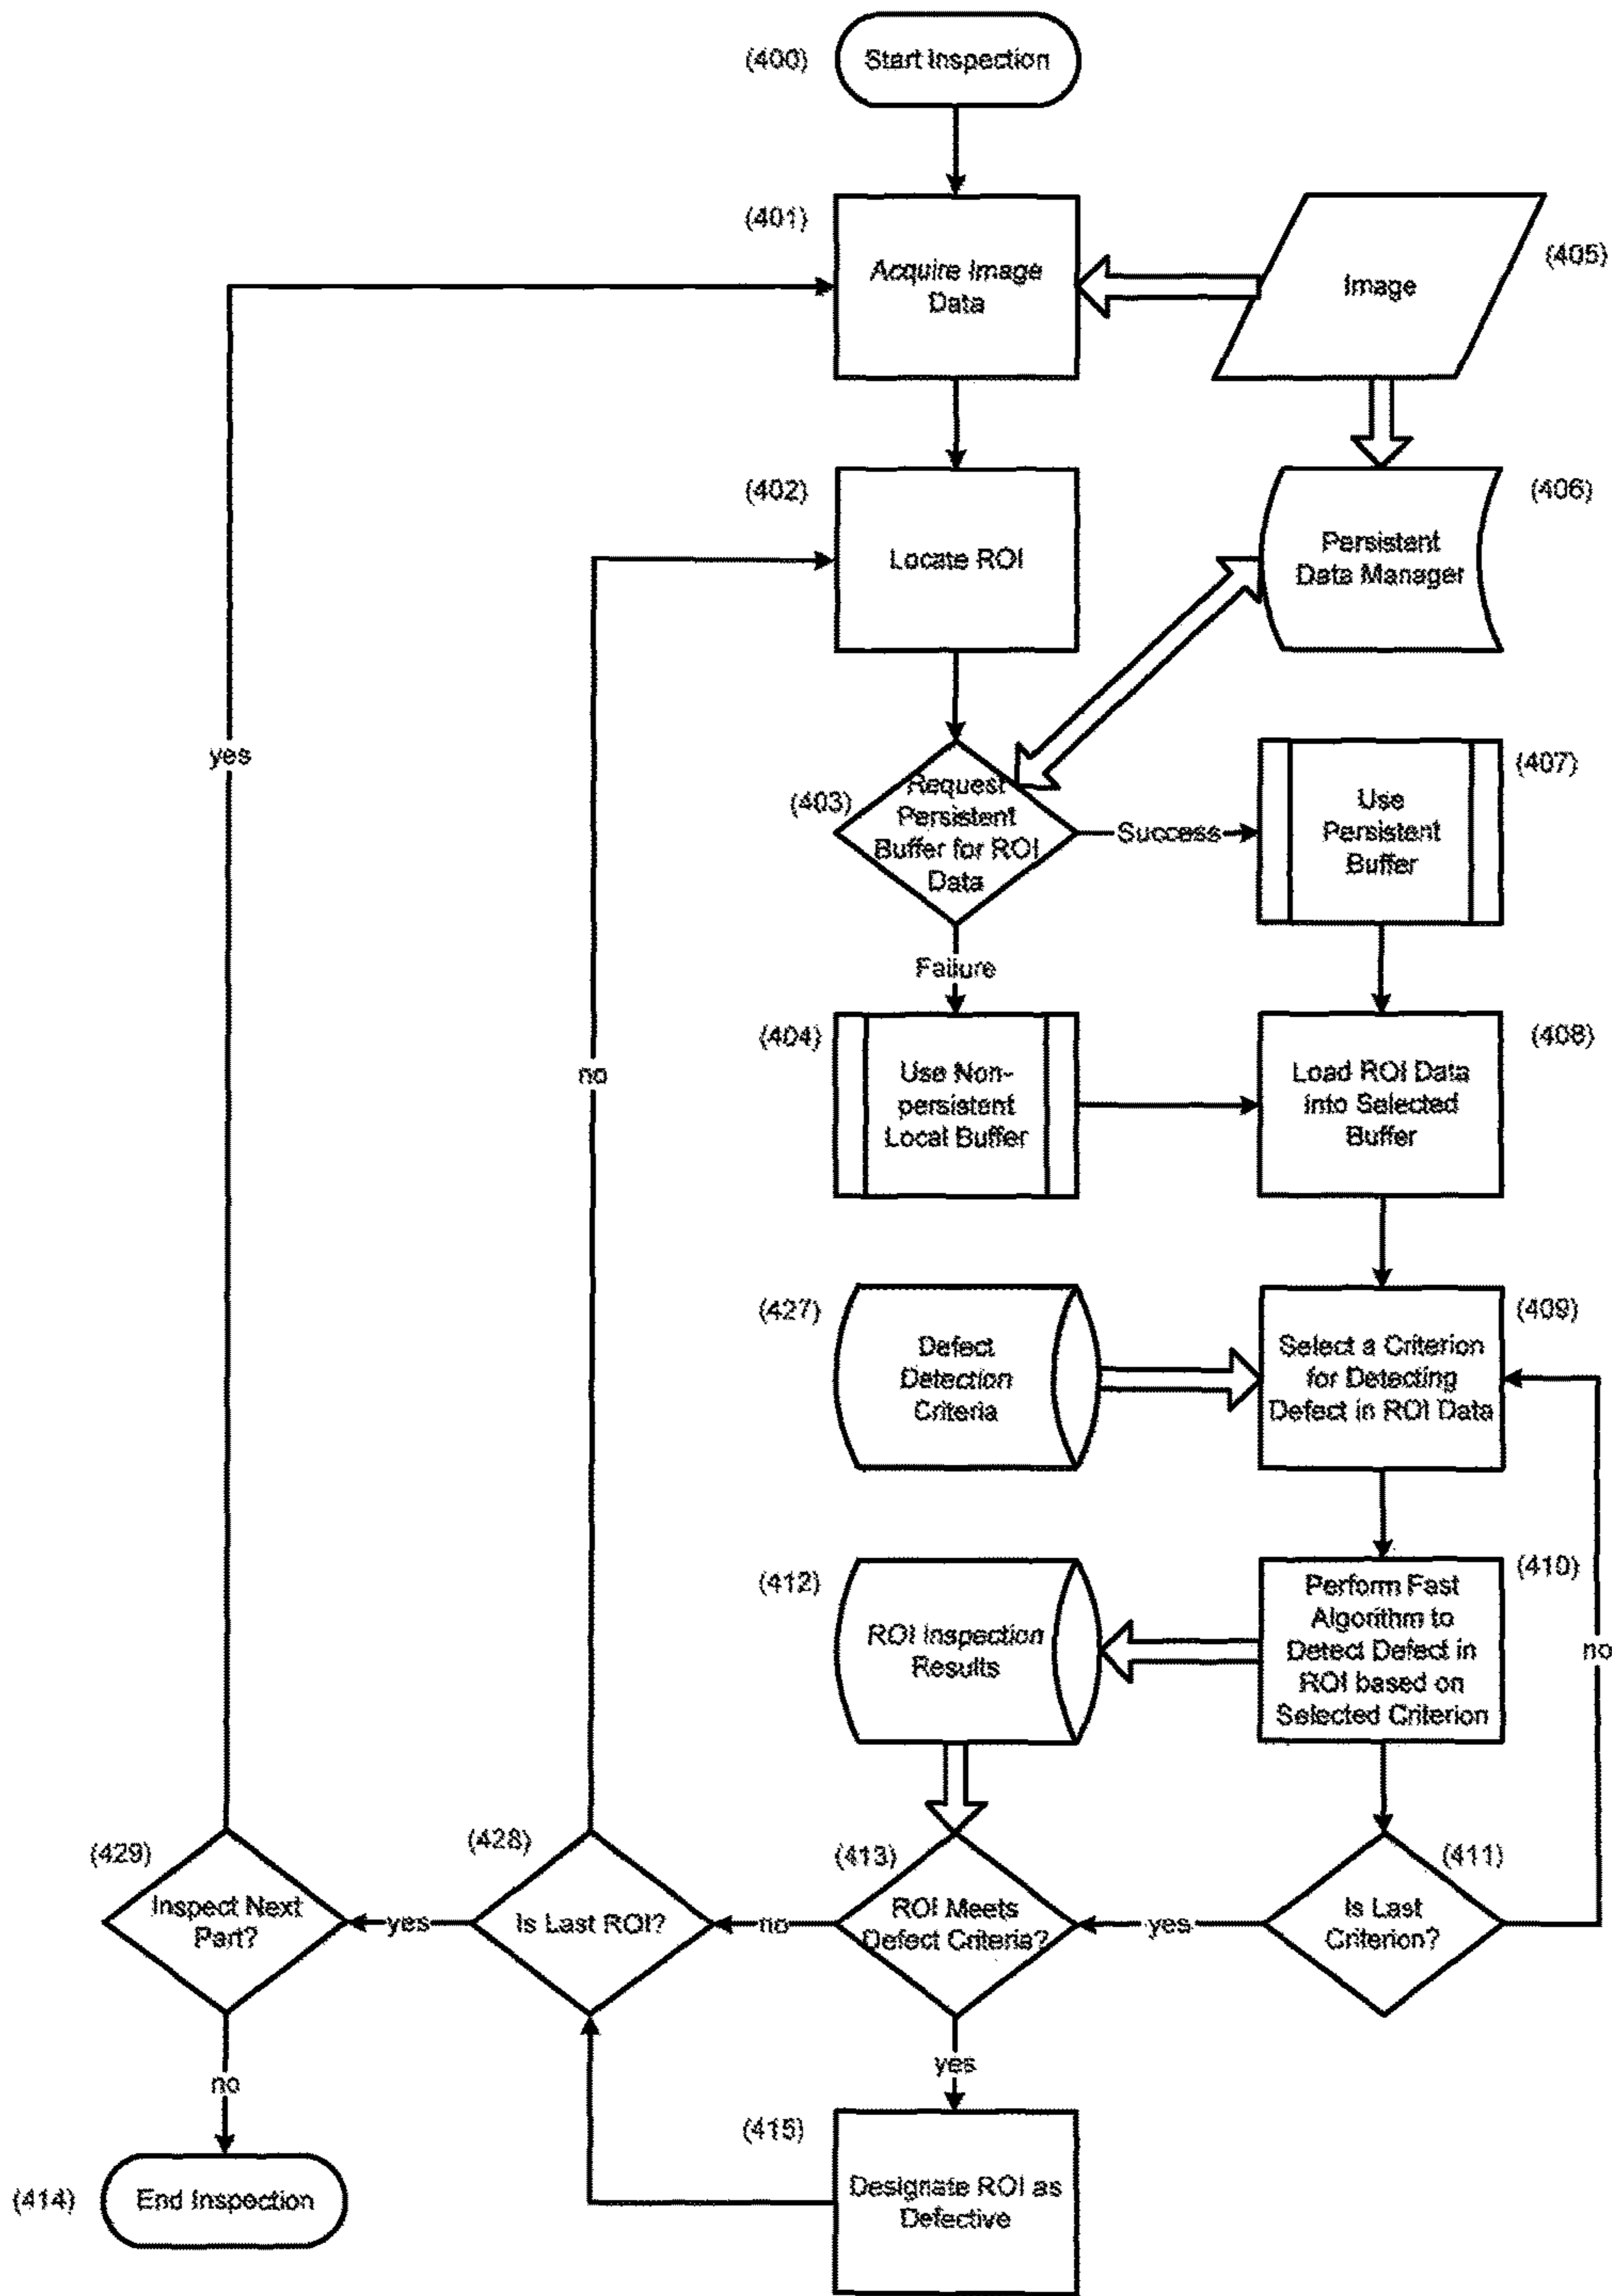 (400)
Start Inspection
(401)
Acquire Image
Data
Image
(405)
(402)
Locate ROI
Persistent
Data Manager
(406)
yes
(403)
Request
Persistent
Buffer for ROI
Data
Success
Use
Persistent
Buffer
(407)
Failure
no
(404)
Use Non-
persistent
Local Buffer
Load ROI Data
into Selected
Buffer
(408)
(427)
Defect
Detection
Criteria
Select a Criterion
for Detecting
Defect in ROI Data
(409)
(412)
ROI Inspection
Results
Perform Fast
Algorithm to
Detect Defect in
ROI based on
Selected Criterion
(410)
no
(429)
Inspect Next
Part?
yes
(428)
Is Last ROI?
no
(413)
ROI Meets
Defect Criteria?
yes
(411)
Is Last
Criterion?
no
yes
(415)
Designate ROI as
Defective
(414)
End Inspection